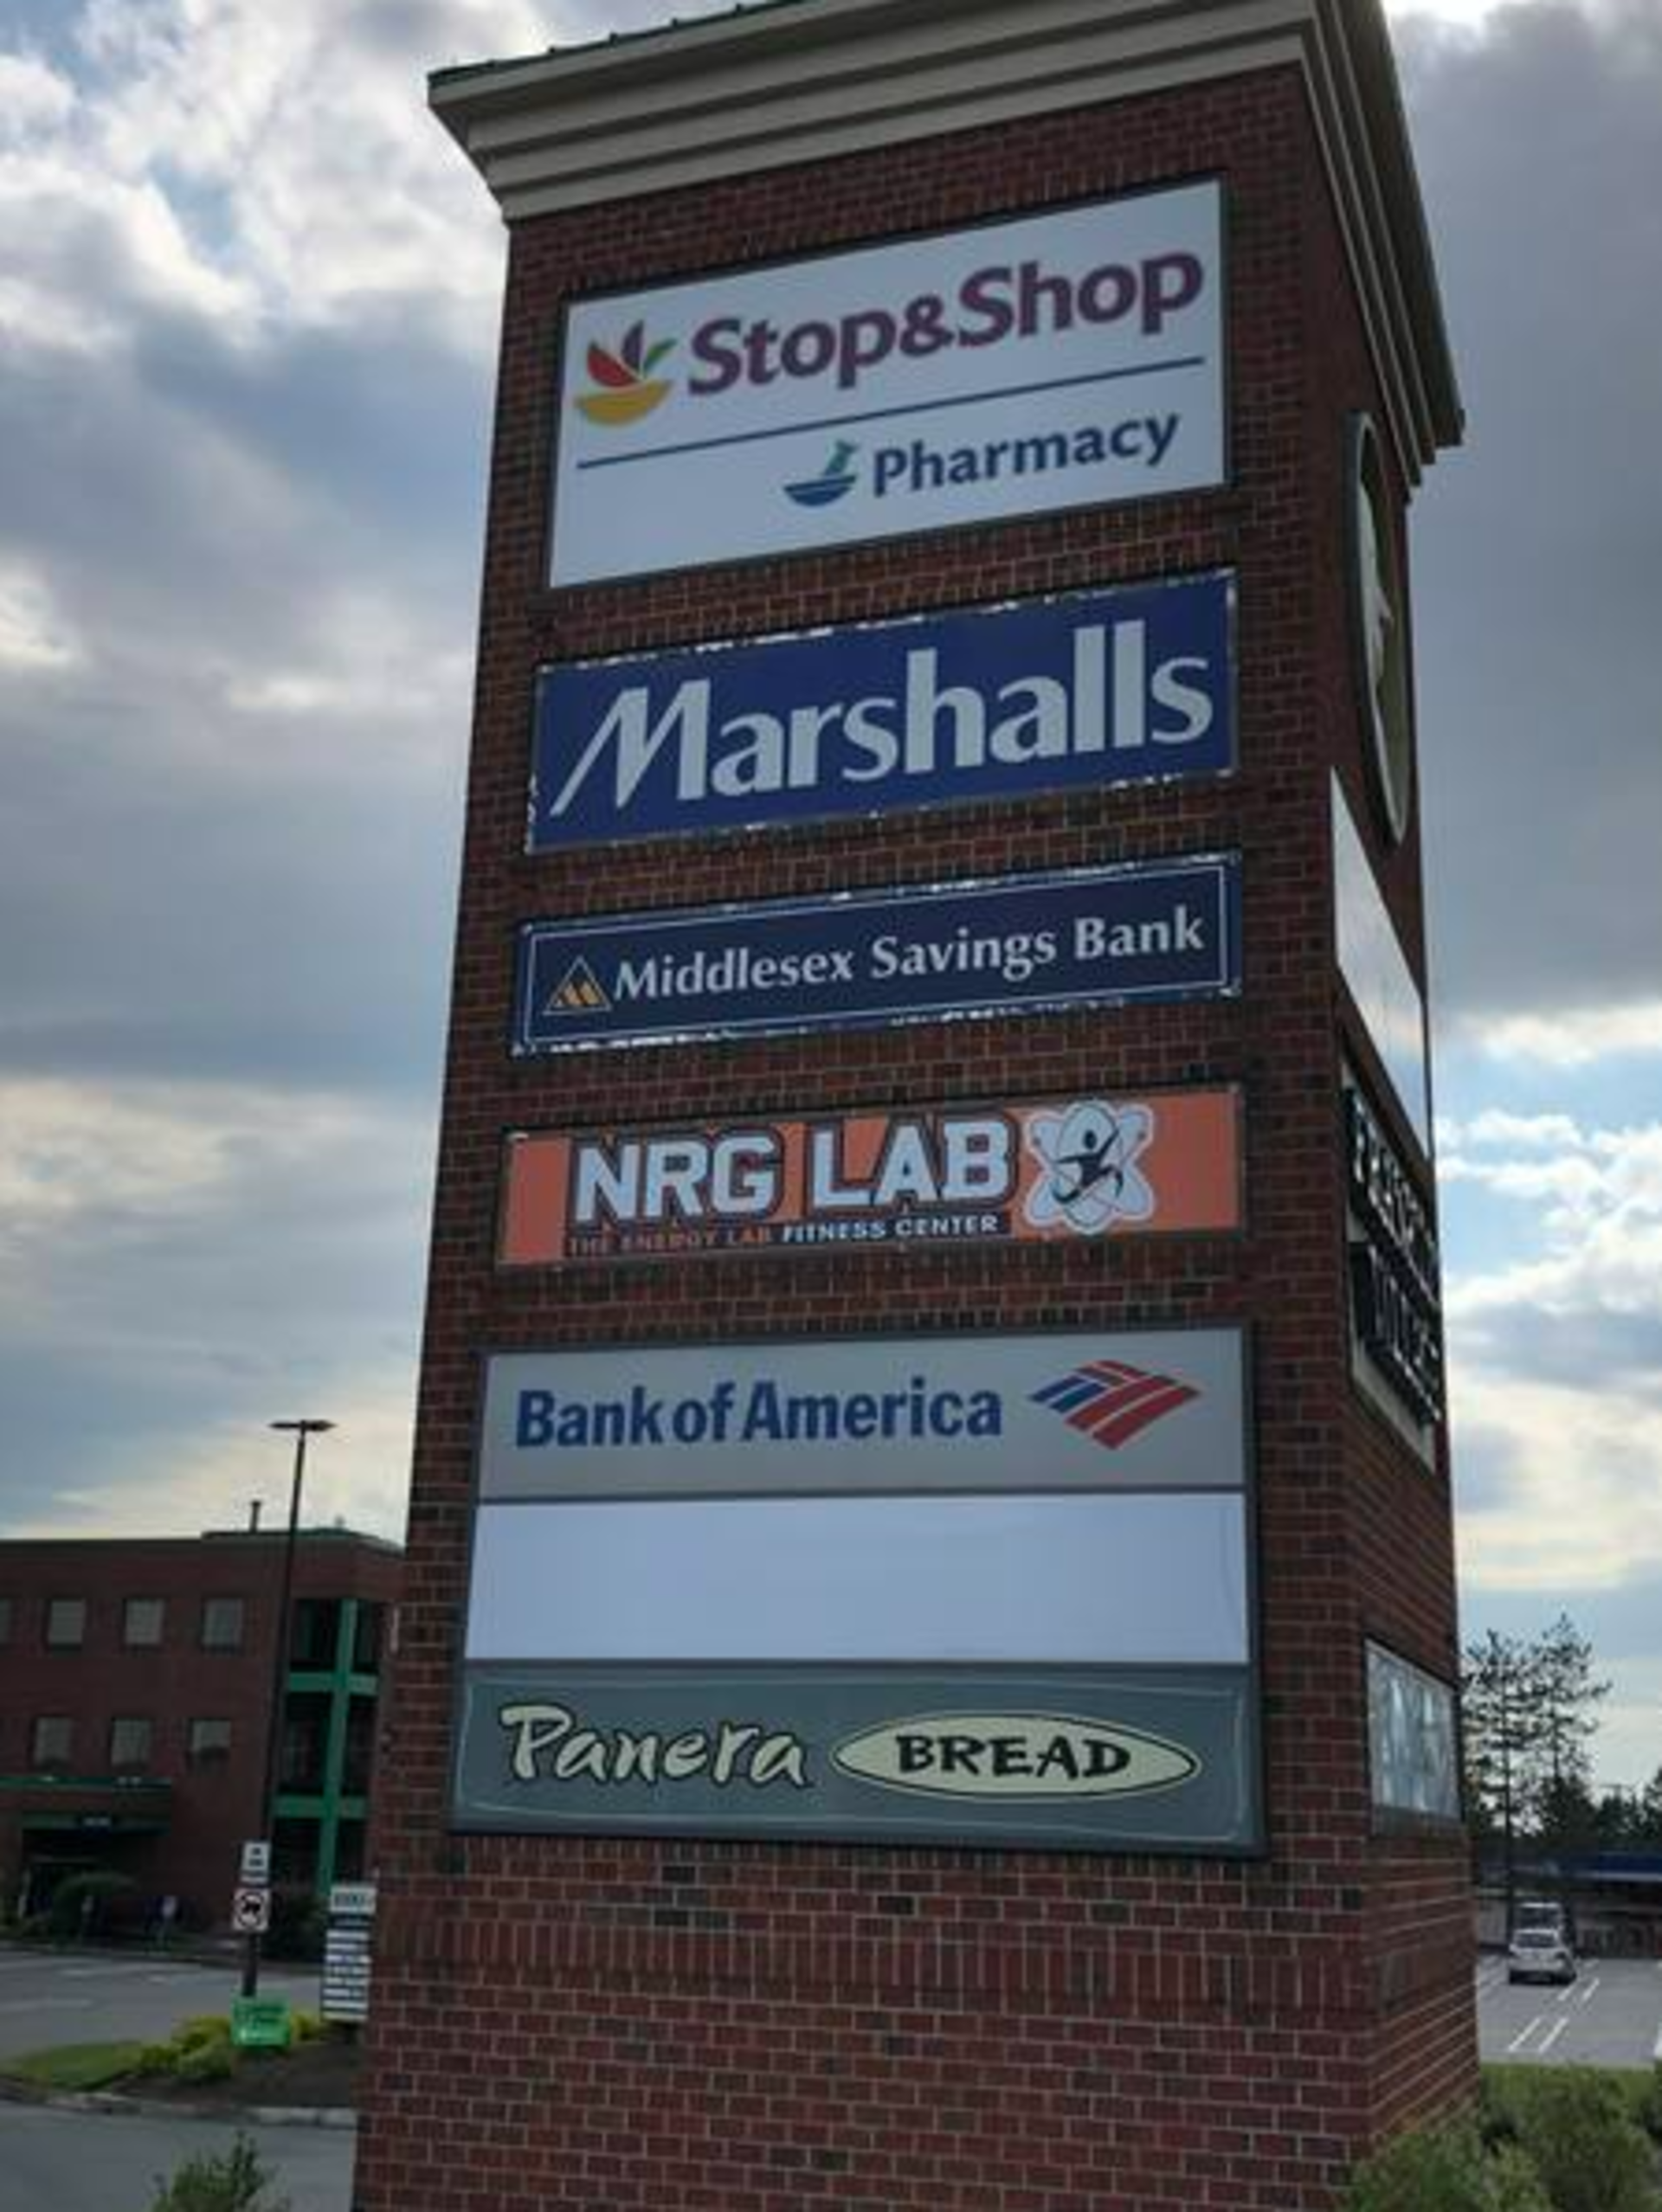 Stop&Shop
Pharmacy
Marshalls
Middlesex Savings Bank
NRG LAB
THE ENERGY LAB FITNESS CENTER
Bank of America
Panera BREAD